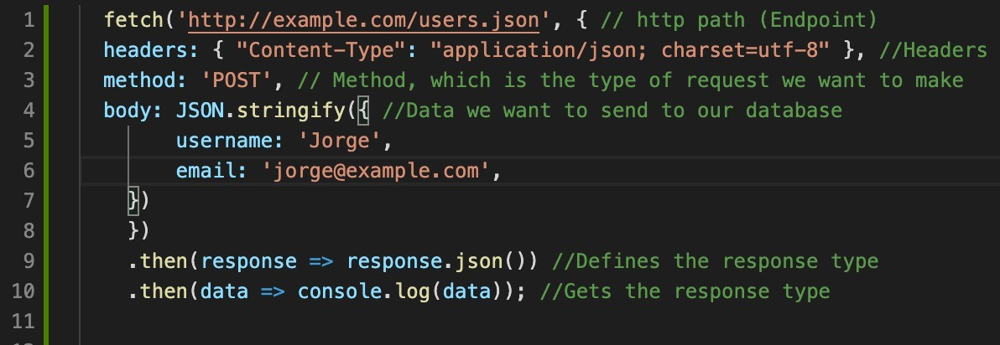 1 fetch('http://example.com/users.json', { // http path (Endpoint)
2 headers: { "Content-Type": "application/json; charset=utf-8" }, //Headers
3 method: 'POST', // Method, which is the type of request we want to make
4 body: JSON.stringify({ //Data we want to send to our database
5 username: 'Jorge',
6 email: 'jorge@example.com',
7 })
8 })
9 .then(response => response.json()) //Defines the response type
10 .then(data => console.log(data)); //Gets the response type
11